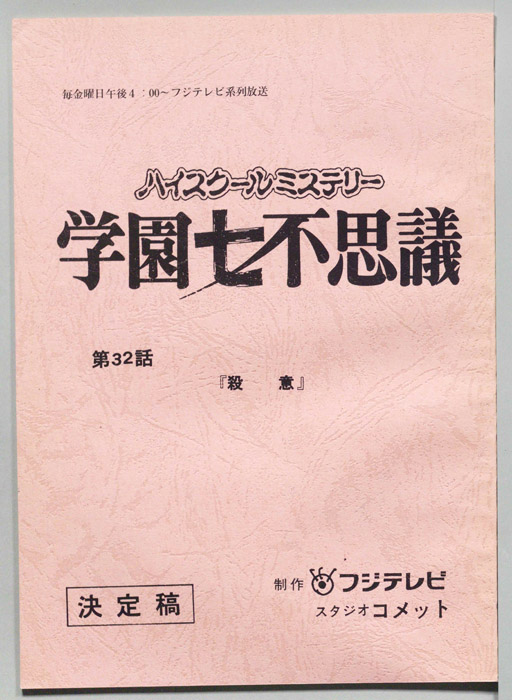 毎金曜日午後4:00～フジテレビ系列放送
ハイスクールミステリー
学園七不思議
第32話
『殺 意』
決定稿
制作 フジテレビ
スタジオコメット